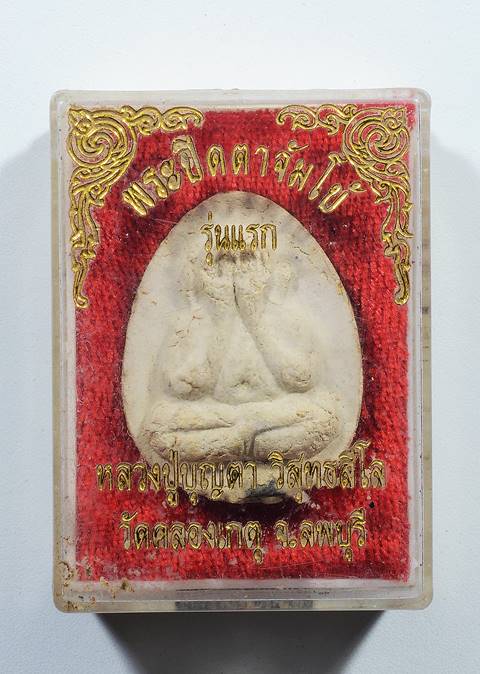 พระปิดตาจัมโบ้
รุ่นแรก
หลวงปู่บุญตา วิสุทธสีโล
วัดคลองเกตุ จ.ลพบุรี